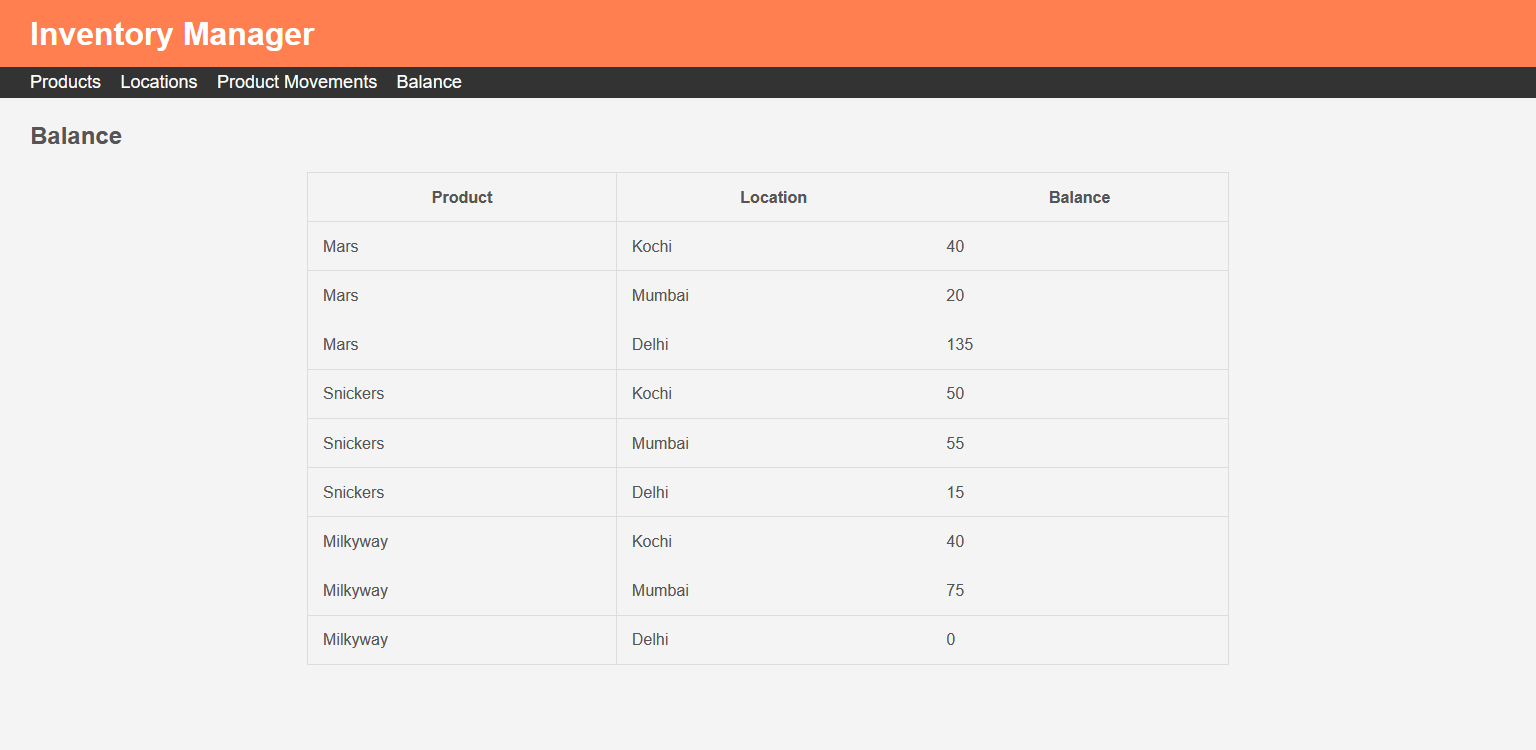 Inventory Manager
Products Locations Product Movements Balance
Balance
Product Location Balance
Mars Kochi 40
Mars Mumbai 20
Mars Delhi 135
Snickers Kochi 50
Snickers Mumbai 55
Snickers Delhi 15
Milkyway Kochi 40
Milkyway Mumbai 75
Milkyway Delhi 0